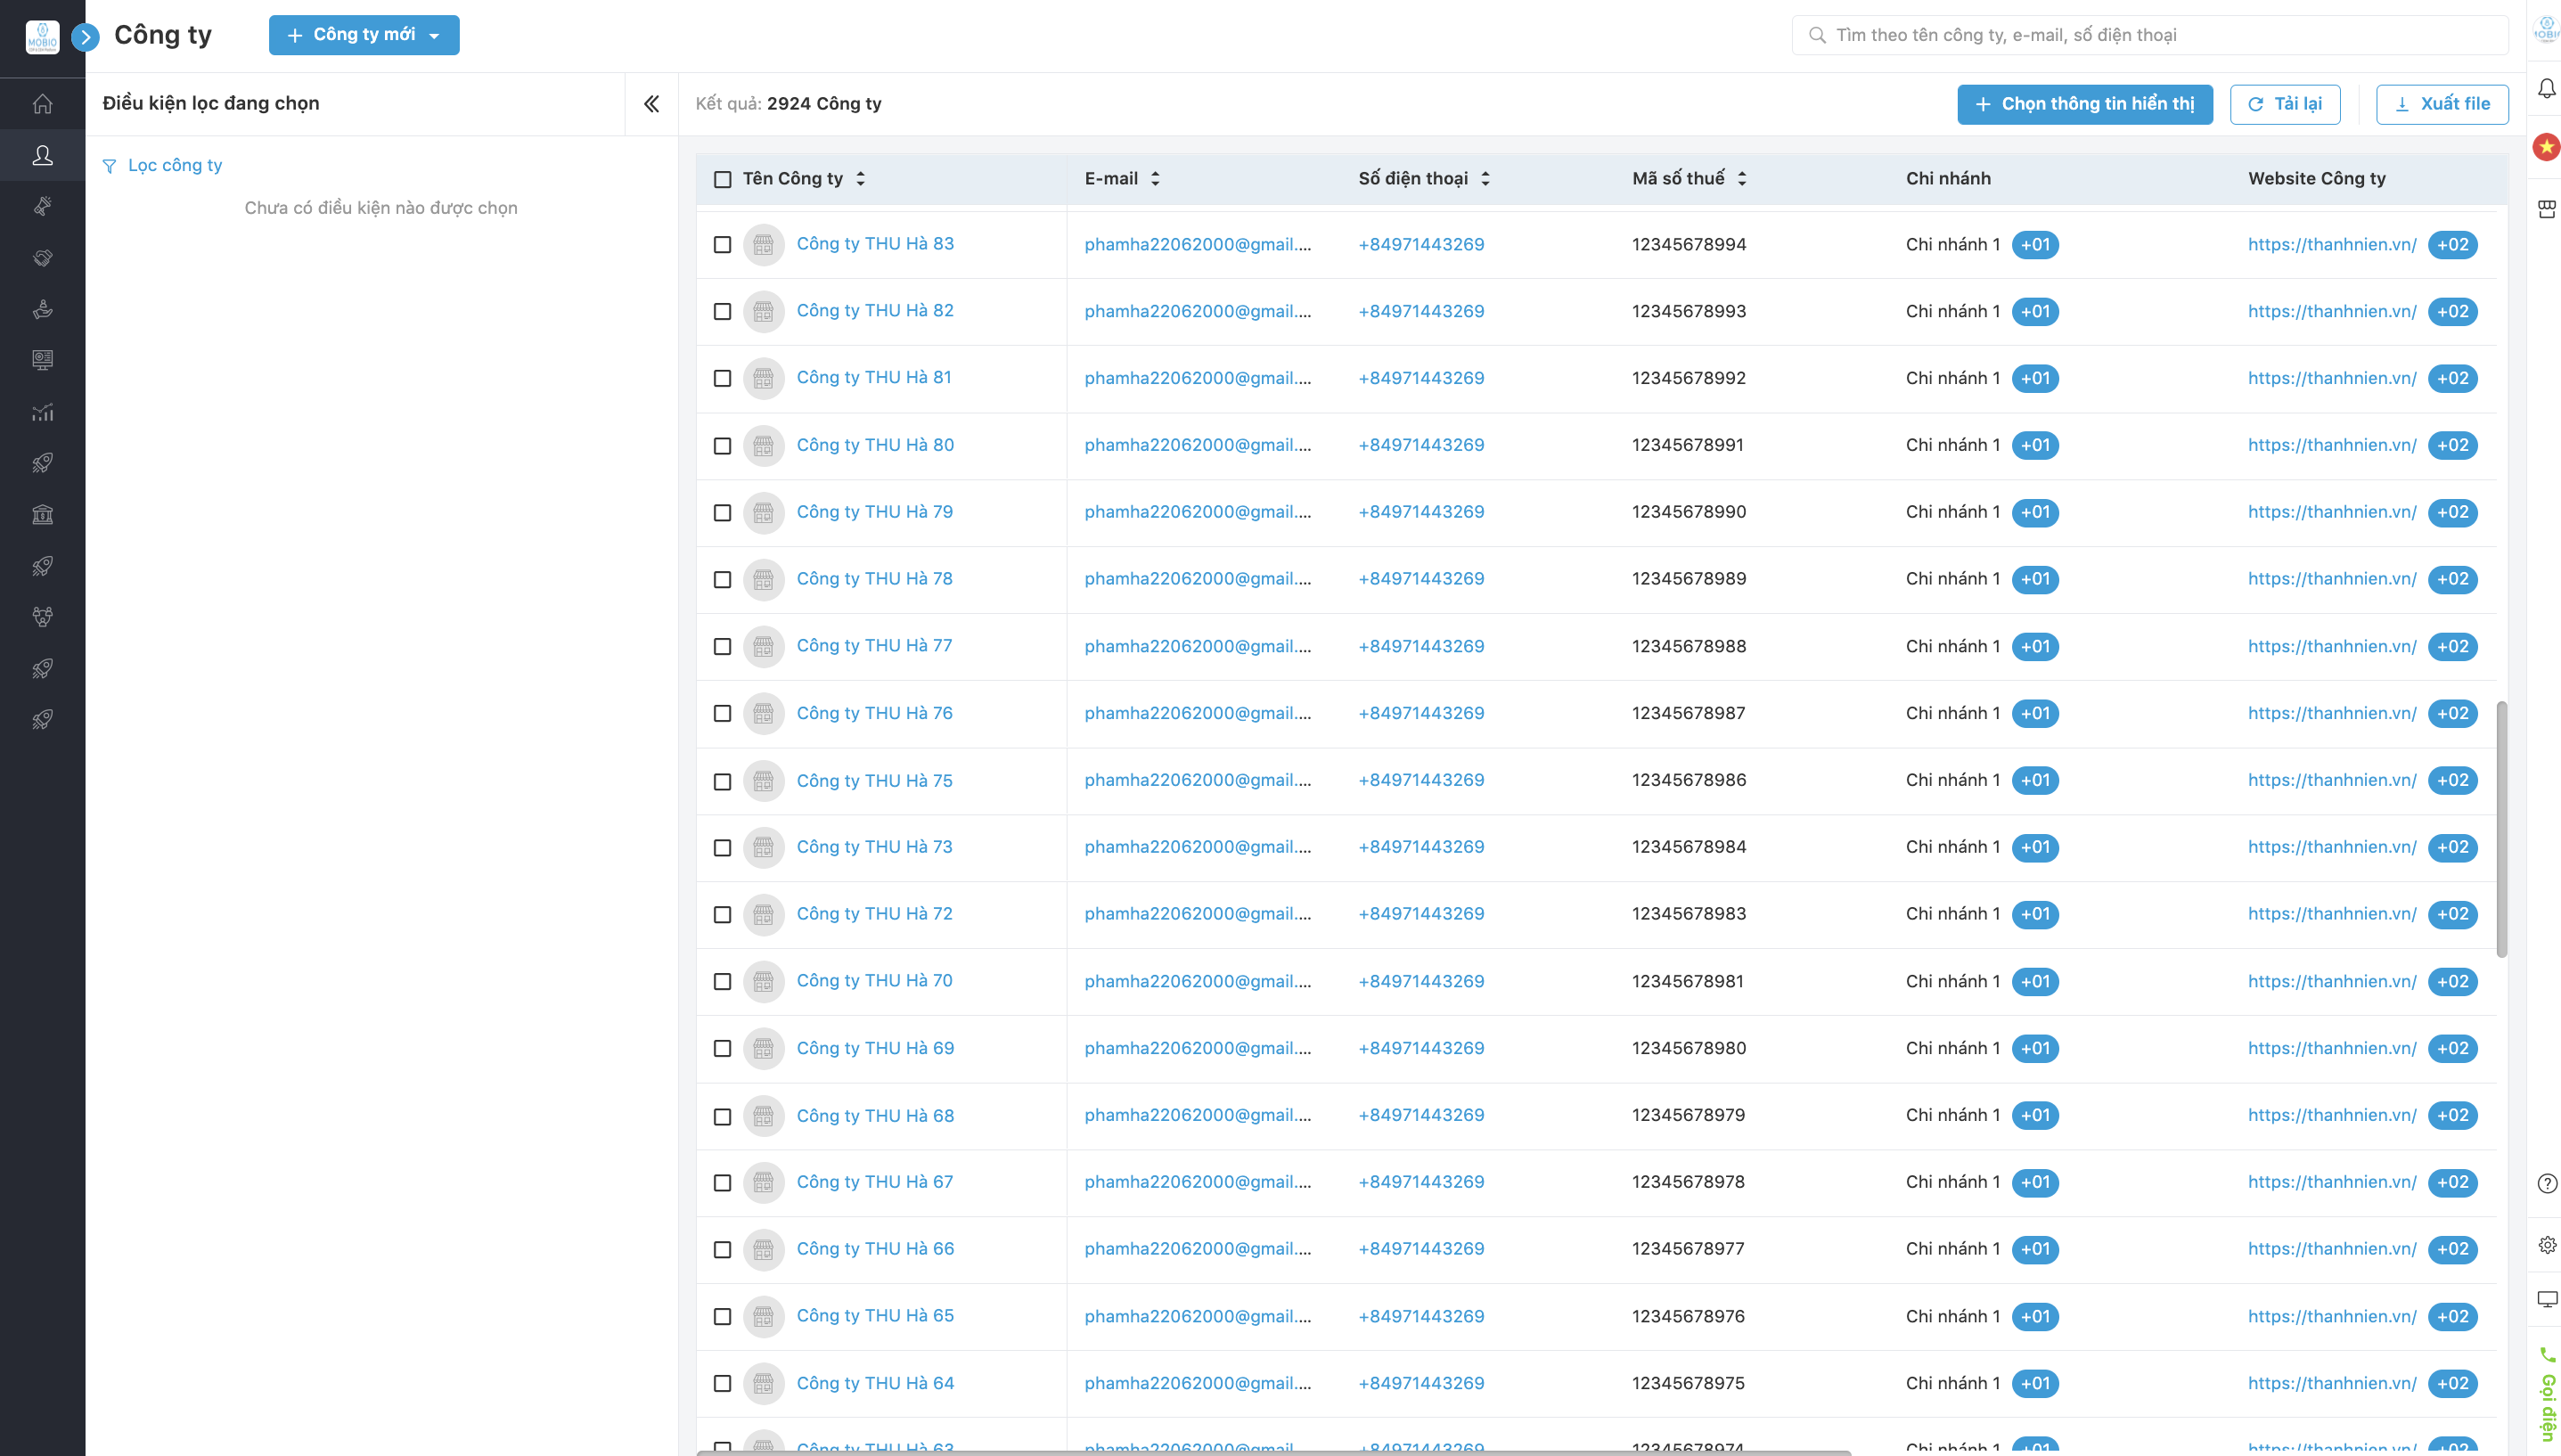 MOBIO
Công ty
+ Công ty mới
Tìm theo tên công ty, e-mail, số điện thoại
Điều kiện lọc đang chọn
Kết quả: 2924 Công ty
+ Chọn thông tin hiển thị
Tải lại
Xuất file
Lọc công ty
Chưa có điều kiện nào được chọn
Tên Công ty E-mail Số điện thoại Mã số thuế Chi nhánh Website Công ty
Công ty THU Hà 83 phamha22062000@gmail.... +84971443269 12345678994 Chi nhánh 1 +01 https://thanhnien.vn/ +02
Công ty THU Hà 82 phamha22062000@gmail.... +84971443269 12345678993 Chi nhánh 1 +01 https://thanhnien.vn/ +02
Công ty THU Hà 81 phamha22062000@gmail.... +84971443269 12345678992 Chi nhánh 1 +01 https://thanhnien.vn/ +02
Công ty THU Hà 80 phamha22062000@gmail.... +84971443269 12345678991 Chi nhánh 1 +01 https://thanhnien.vn/ +02
Công ty THU Hà 79 phamha22062000@gmail.... +84971443269 12345678990 Chi nhánh 1 +01 https://thanhnien.vn/ +02
Công ty THU Hà 78 phamha22062000@gmail.... +84971443269 12345678989 Chi nhánh 1 +01 https://thanhnien.vn/ +02
Công ty THU Hà 77 phamha22062000@gmail.... +84971443269 12345678988 Chi nhánh 1 +01 https://thanhnien.vn/ +02
Công ty THU Hà 76 phamha22062000@gmail.... +84971443269 12345678987 Chi nhánh 1 +01 https://thanhnien.vn/ +02
Công ty THU Hà 75 phamha22062000@gmail.... +84971443269 12345678986 Chi nhánh 1 +01 https://thanhnien.vn/ +02
Công ty THU Hà 73 phamha22062000@gmail.... +84971443269 12345678984 Chi nhánh 1 +01 https://thanhnien.vn/ +02
Công ty THU Hà 72 phamha22062000@gmail.... +84971443269 12345678983 Chi nhánh 1 +01 https://thanhnien.vn/ +02
Công ty THU Hà 70 phamha22062000@gmail.... +84971443269 12345678981 Chi nhánh 1 +01 https://thanhnien.vn/ +02
Công ty THU Hà 69 phamha22062000@gmail.... +84971443269 12345678980 Chi nhánh 1 +01 https://thanhnien.vn/ +02
Công ty THU Hà 68 phamha22062000@gmail.... +84971443269 12345678979 Chi nhánh 1 +01 https://thanhnien.vn/ +02
Công ty THU Hà 67 phamha22062000@gmail.... +84971443269 12345678978 Chi nhánh 1 +01 https://thanhnien.vn/ +02
Công ty THU Hà 66 phamha22062000@gmail.... +84971443269 12345678977 Chi nhánh 1 +01 https://thanhnien.vn/ +02
Công ty THU Hà 65 phamha22062000@gmail.... +84971443269 12345678976 Chi nhánh 1 +01 https://thanhnien.vn/ +02
Công ty THU Hà 64 phamha22062000@gmail.... +84971443269 12345678975 Chi nhánh 1 +01 https://thanhnien.vn/ +02
Công ty THU Hà 63 phamha22062000@gmail.... +84971443269 12345678974 Chi nhánh 1 +01 https://thanhnien.vn/ +02
Gọi điện